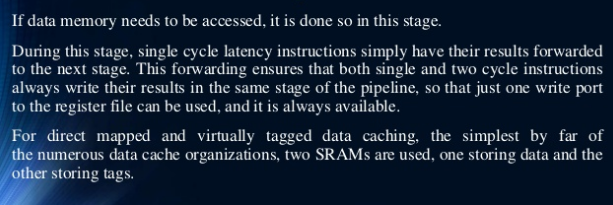 If data memory needs to be accessed, it is done so in this stage.
During this stage, single cycle latency instructions simply have their results forwarded
to the next stage. This forwarding ensures that both single and two cycle instructions
always write their results in the same stage of the pipeline, so that just one write port
to the register file can be used, and it is always available.
For direct mapped and virtually tagged data caching, the simplest by far of
the numerous data cache organizations, two SRAMs are used, one storing data and the
other storing tags.